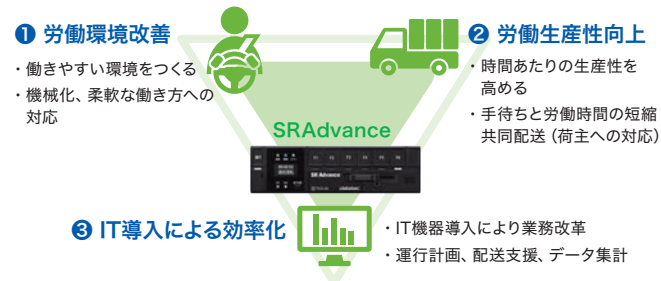 ❶ 労働環境改善
・働きやすい環境をつくる
・機械化、柔軟な働き方への
対応
❷ 労働生産性向上
・時間あたりの生産性を
高める
・手待ちと労働時間の短縮
共同配送（荷主への対応）
SRAdvance
SR Advance
❸ IT導入による効率化
・IT機器導入により業務改革
・運行計画、配送支援、データ集計